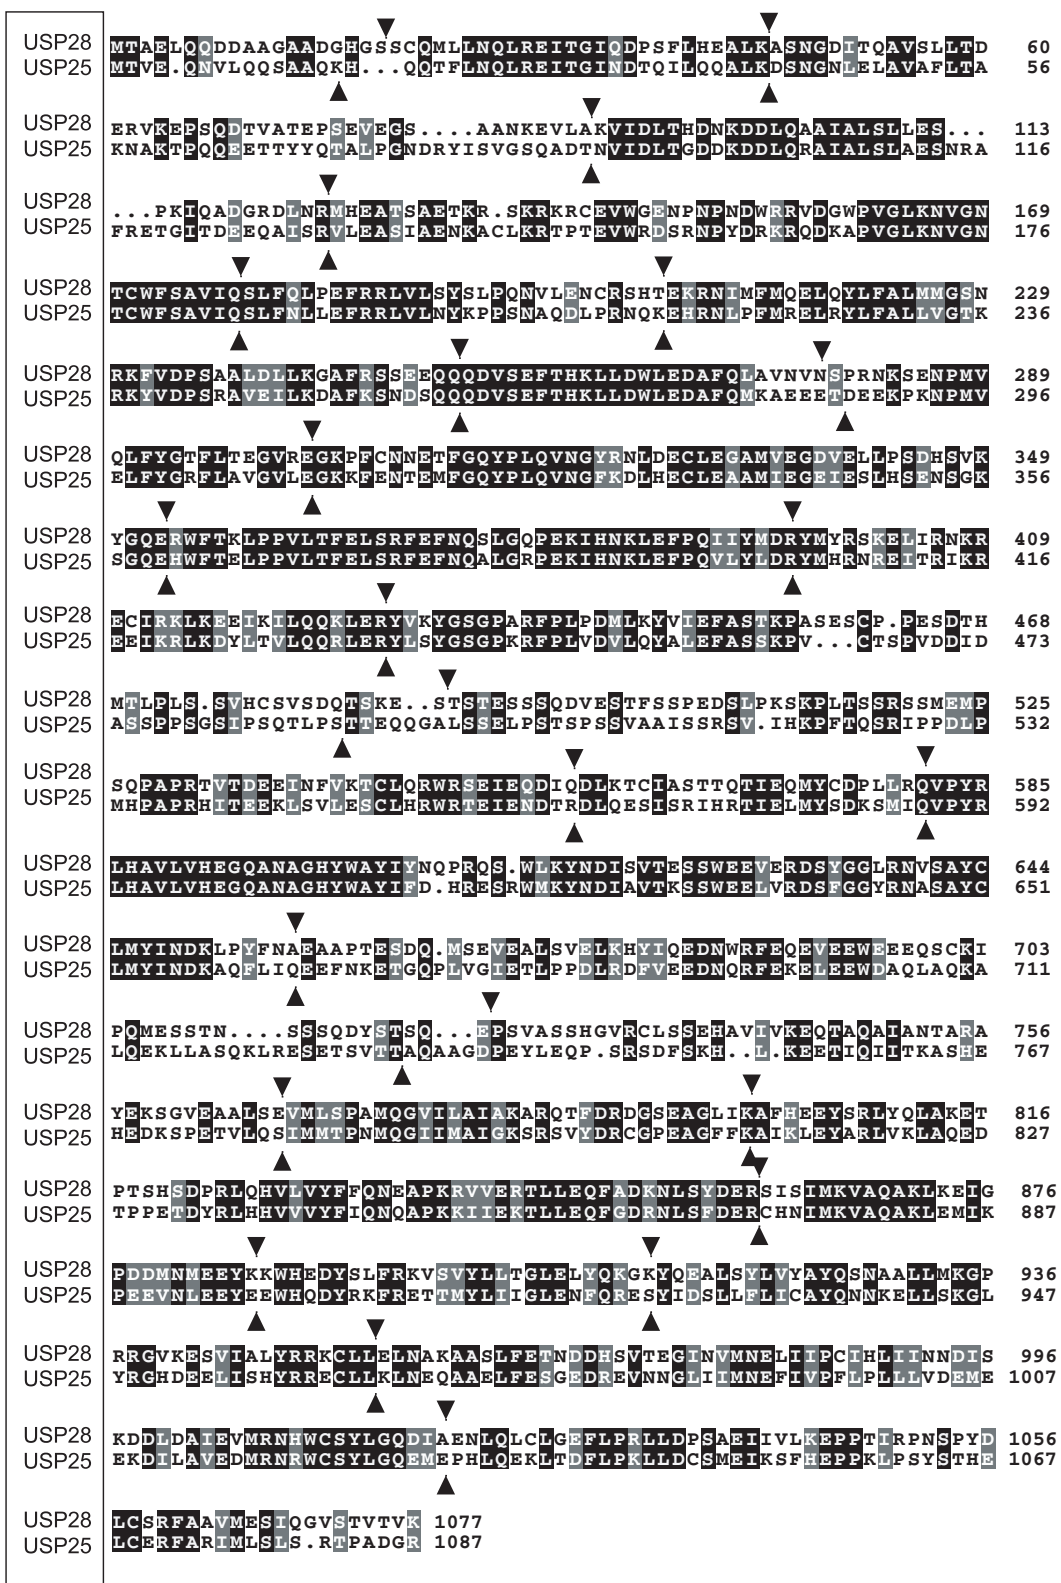 USP28 MTAELQQDDAAGAADGHGSSCQMLLNQLREITGIQDPSFLHEALKASNGDITQAVSLLTD 60
USP25 MTVE.QNVLQQSAAQKH...QQTFLNQLREITGINDTQILQQALKDSNGNLELAVAFLTA 56
USP28 ERVKEPSQDTVATEPSEVEGS....AANKEVLAKVIDLTHDNKDDLQAAIALSLLES... 113
USP25 KNAKTPQQEETTYYQTALPGNDRYISVGSQADTNVIDLTGDDKDDLQRAIALSLAESNRA 116
USP28 ...PKIQADGRDLNRMHEATSAETKR.SKRKRCEVWGENPNPNDWRRVDGWPVGLKNVGN 169
USP25 FRETGITDEEQAISRVLEASIAENKACLKRTPTEVWRDSRNPYDRKRQDKAPVGLKNVGN 176
USP28 TCWFSAVIQSLFQLPEFRRLVLSYSLPQNVLENCRSHTEKRNIMFMQELQYLFALMMGSN 229
USP25 TCWFSAVIQSLFNLLEFRRLVLNYKPPSNAQDLPRNQKEHRNLPFMRELRYLFALLVGTK 236
USP28 RKFVDPSAALDLLKGAFRSSEEQQQDVSEFTHKLLDWLEDAFQLAVNVNSPRNKSENPMV 289
USP25 RKYVDPSRAVEILKDAFKSNDSQQQDVSEFTHKLLDWLEDAFQMKAEEETDEEKPKNPMV 296
USP28 QLFYGTFLTEGVREGKPFCNNETFGQYPLQVNGYRNLDECLEGAMVEGDVELLPSDHSVK 349
USP25 ELFYGRFLAVGVLEGKKFENTEMFGQYPLQVNGFKDLHECLEAAMIEGEIESLHSENSGK 356
USP28 YGQERWFTKLPPVLTFELSRFEFNQSLGQPEKIHNKLEFPQIIYMDRYMYRSKELIRNKR 409
USP25 SGQEHWFTELPPVLTFELSRFEFNQALGRPEKIHNKLEFPQVLYLDRYMHRNREITRIKR 416
USP28 ECIRKLKEEIKILQQKLERYVKYGSGPARFPLPDMLKYVIEFASTKPASESCP.PESDTH 468
USP25 EEIKRLKDYLTVLQQRLERYLSYGSGPKRFPLVDVLQYALEFASSKPV...CTSPVDDID 473
USP28 MTLPLS.SVHCSVSDQTSKE..STSTESSSQDVESTFSSPEDSLPKSKPLTSSRSSMEMP 525
USP25 ASSPPSGSIPSQTLPSTTEQQGALSSELPSTSPSSVAAISSRSV.IHKPFTQSRIPPDLP 532
USP28 SQPAPRTVTDEEINFVKTCLQRWRSEIEQDIQDLKTCIASTTQTIEQMYCDPLLRQVPYR 585
USP25 MHPAPRHITEEKLSVLESCLHRWRTEIENDTRDLQESISRIHRTIELMYSDKSMIQVPYR 592
USP28 LHAVLVHEGQANAGHYWAYIYNQPRQS.WLKYNDISVTESSWEEVERDSYGGLRNVSAYC 644
USP25 LHAVLVHEGQANAGHYWAYIFD.HRESRWMKYNDIAVTKSSWEELVRDSFGGYRNASAYC 651
USP28 LMYINDKLPYFNAEAAPTESDQ.MSEVEALSVELKHYIQEDNWRFEQEVEEWEEEQSCKI 703
USP25 LMYINDKAQFLIQEEFNKETGQPLVGIETLPPDLRDFVEEDNQRFEKELEEWDAQLAQKA 711
USP28 PQMESSTN....SSSQDYSTSQ...EPSVASSHGVRCLSSEHAVIVKEQTAQAIANTARA 756
USP25 LQEKLLASQKLRESETSVTTAQAAGDPEYLEQP.SRSDFSKH..L.KEETIQIITKASHE 767
USP28 YEKSGVEAALSEVMLSPAMQGVILAIAKARQTFDRDGSEAGLIKAFHEEYSRLYQLAKET 816
USP25 HEDKSPETVLQSIMMTPNMQGIIMAIGKSRSVYDRCGPEAGFFKAIKLEYARLVKLAQED 827
USP28 PTSHSDPRLQHVLVYFFQNEAPKRVVERTLLEQFADKNLSYDERSISIMKVAQAKLKEIG 876
USP25 TPPETDYRLHHVVVYFIQNQAPKKIIEKTLLEQFGDRNLSFDERCHNIMKVAQAKLEMIK 887
USP28 PDDMNMEEYKKWHEDYSLFRKVSVYLLTGLELYQKGKYQEALSYLVYAYQSNAALLMKGP 936
USP25 PEEVNLEEYEEWHQDYRKFRETTMYLIIGLENFQRESYIDSLLFLICAYQNNKELLSKGL 947
USP28 RRGVKESVIALYRRKCLLELNAKAASLFETNDDHSVTEGINVMNELIIPCIHLIINNDIS 996
USP25 YRGHDEELISHYRRECLLKLNEQAAELFESGEDREVNNGLIIMNEFIVPFLPLLLVDEME 1007
USP28 KDDLDAIEVMRNHWCSYLGQDIAENLQLCLGEFLPRLLDPSAEIIVLKEPPTIRPNSPYD 1056
USP25 EKDILAVEDMRNRWCSYLGQEMEPHLQEKLTDFLPKLLDCSMEIKSFHEPPKLPSYSTHE 1067
USP28 LCSRFAAVMESIQGVSTVTVK 1077
USP25 LCERFARIMLSLS.RTPADGR 1087